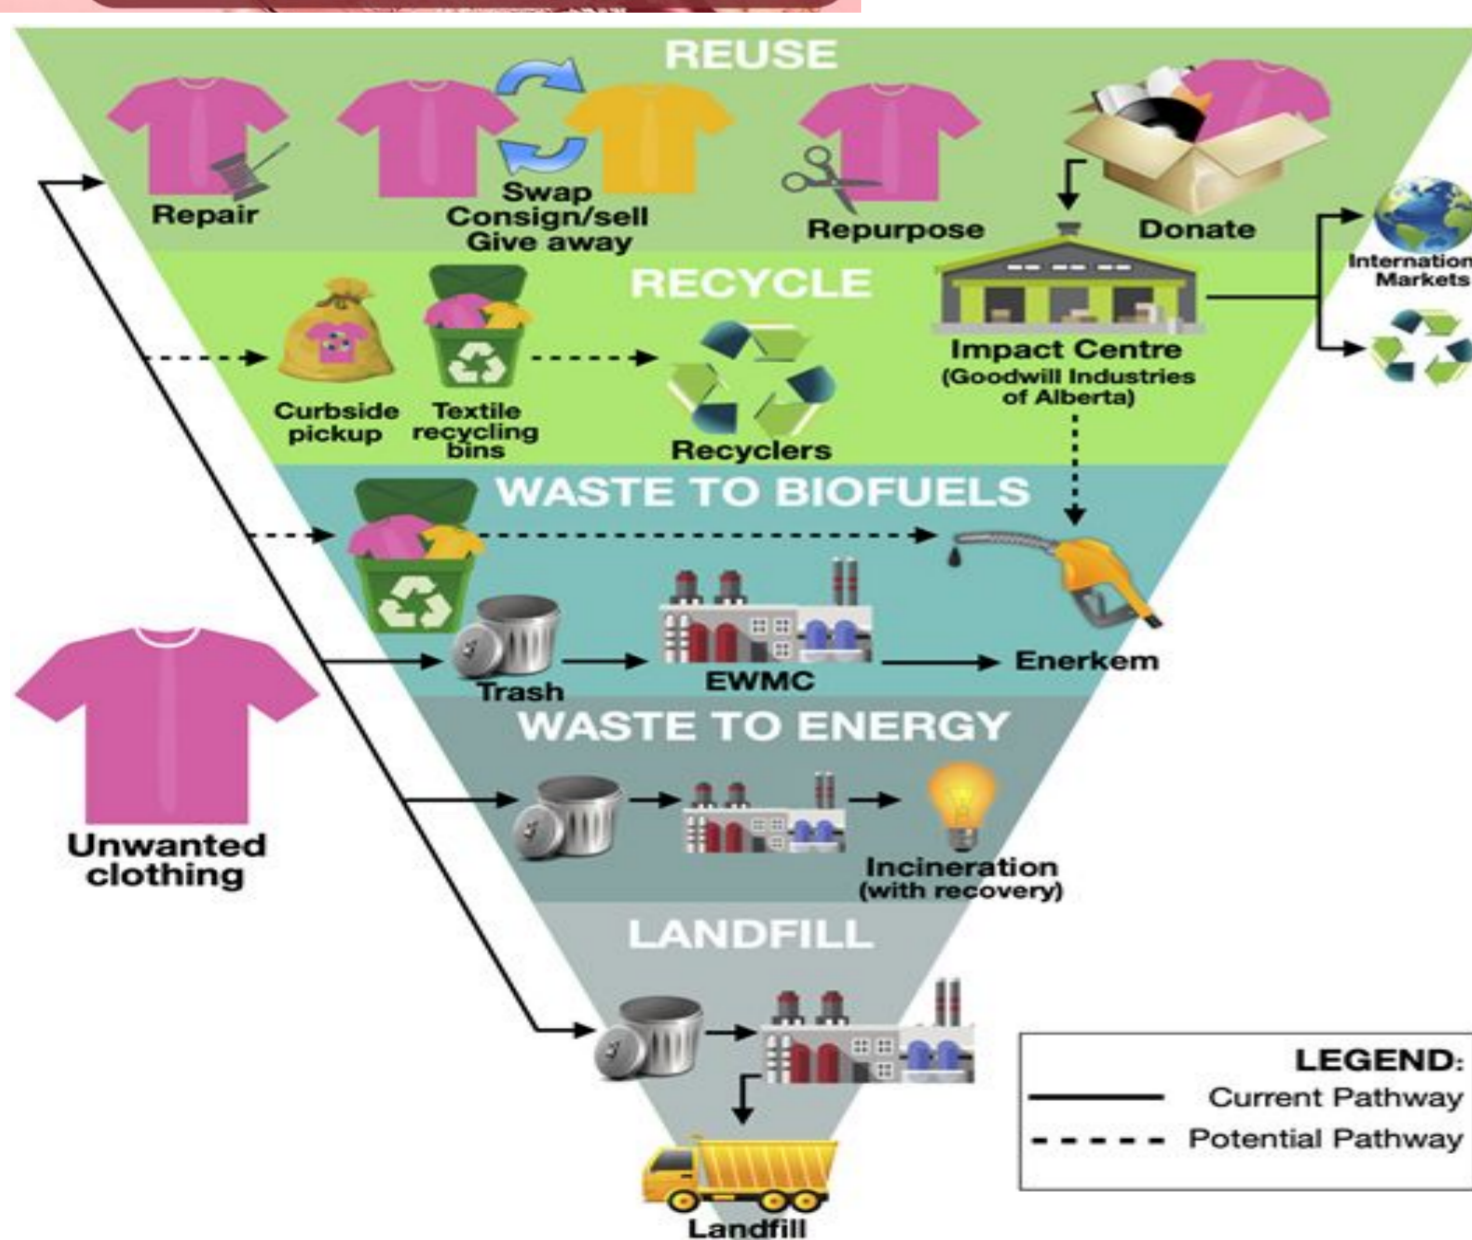 REUSE
Repair
Swap
Consign/sell
Give away
Repurpose
Donate
Internation
Markets
RECYCLE
Curbside
pickup
Textile
recycling
bins
Recyclers
Impact Centre
(Goodwill Industries
of Alberta)
WASTE TO BIOFUELS
Trash
EWMC
Enerkem
WASTE TO ENERGY
Unwanted
clothing
Incineration
(with recovery)
LANDFILL
Landfill
LEGEND:
Current Pathway
Potential Pathway